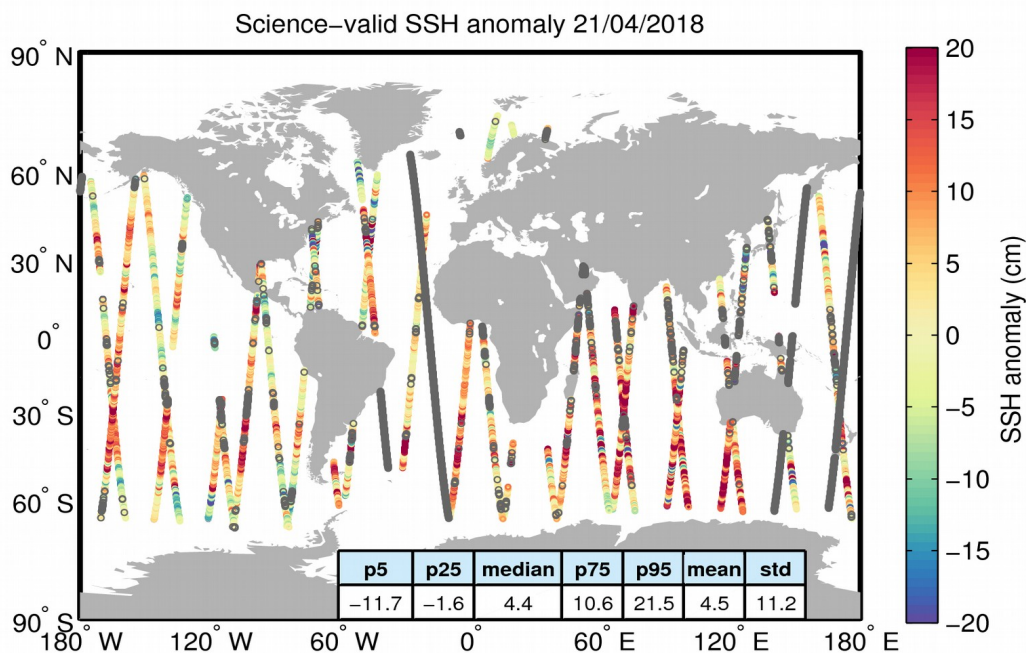 Science−valid SSH anomaly 21/04/2018
90° N
60° N
30° N
0°
30° S
60° S
90° S
180° W
120° W
60° W
0°
60° E
120° E
180° E
p5 p25 median p75 p95 mean std
−11.7 −1.6 4.4 10.6 21.5 4.5 11.2
20
15
10
5
0
−5
−10
−15
−20
SSH anomaly (cm)